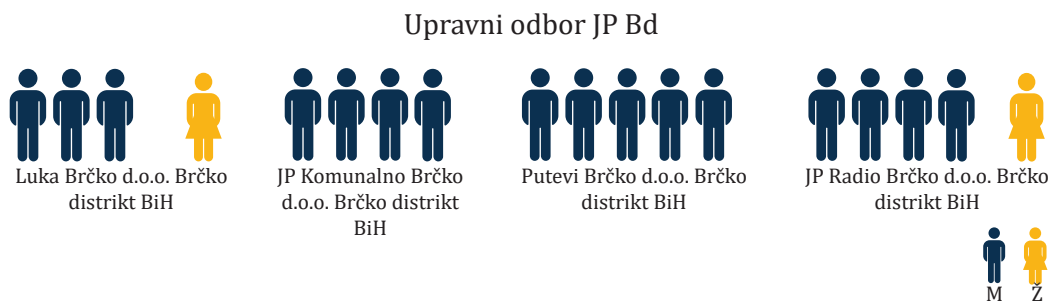 Upravni odbor JP Bd
Luka Brčko d.o.o. Brčko
distrikt BiH
JP Komunalno Brčko
d.o.o. Brčko distrikt
BiH
Putevi Brčko d.o.o. Brčko
distrikt BiH
JP Radio Brčko d.o.o. Brčko
distrikt BiH
M Ž